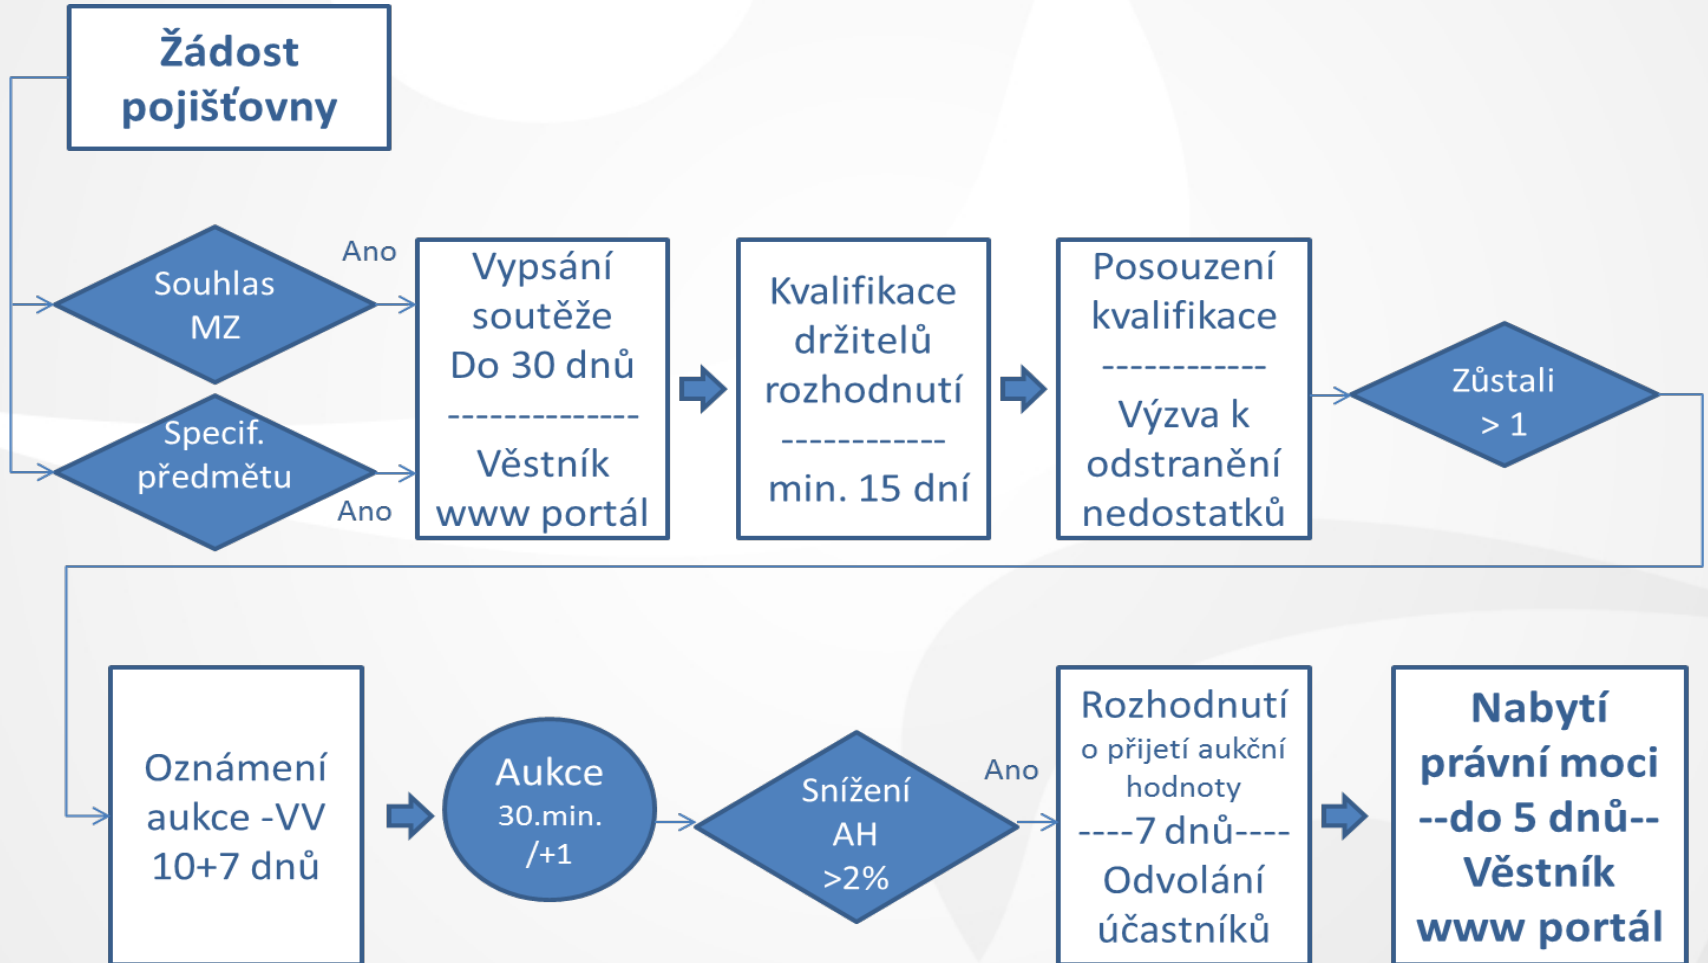 Žádost
pojišťovny
Souhlas
MZ
Ano
Specif.
předmětu
Ano
Vypsání
soutěže
Do 30 dnů
--------------
Věstník
www portál
Kvalifikace
držitelů
rozhodnutí
------------
min. 15 dní
Posouzení
kvalifikace
------------
Výzva k
odstranění
nedostatků
Zůstali
> 1
Oznámení
aukce -VV
10+7 dnů
Aukce
30.min.
/+1
Snížení
AH
>2%
Ano
Rozhodnutí
o přijetí aukční
hodnoty
----7 dnů----
Odvolání
účastníků
Nabytí
právní moci
--do 5 dnů--
Věstník
www portál